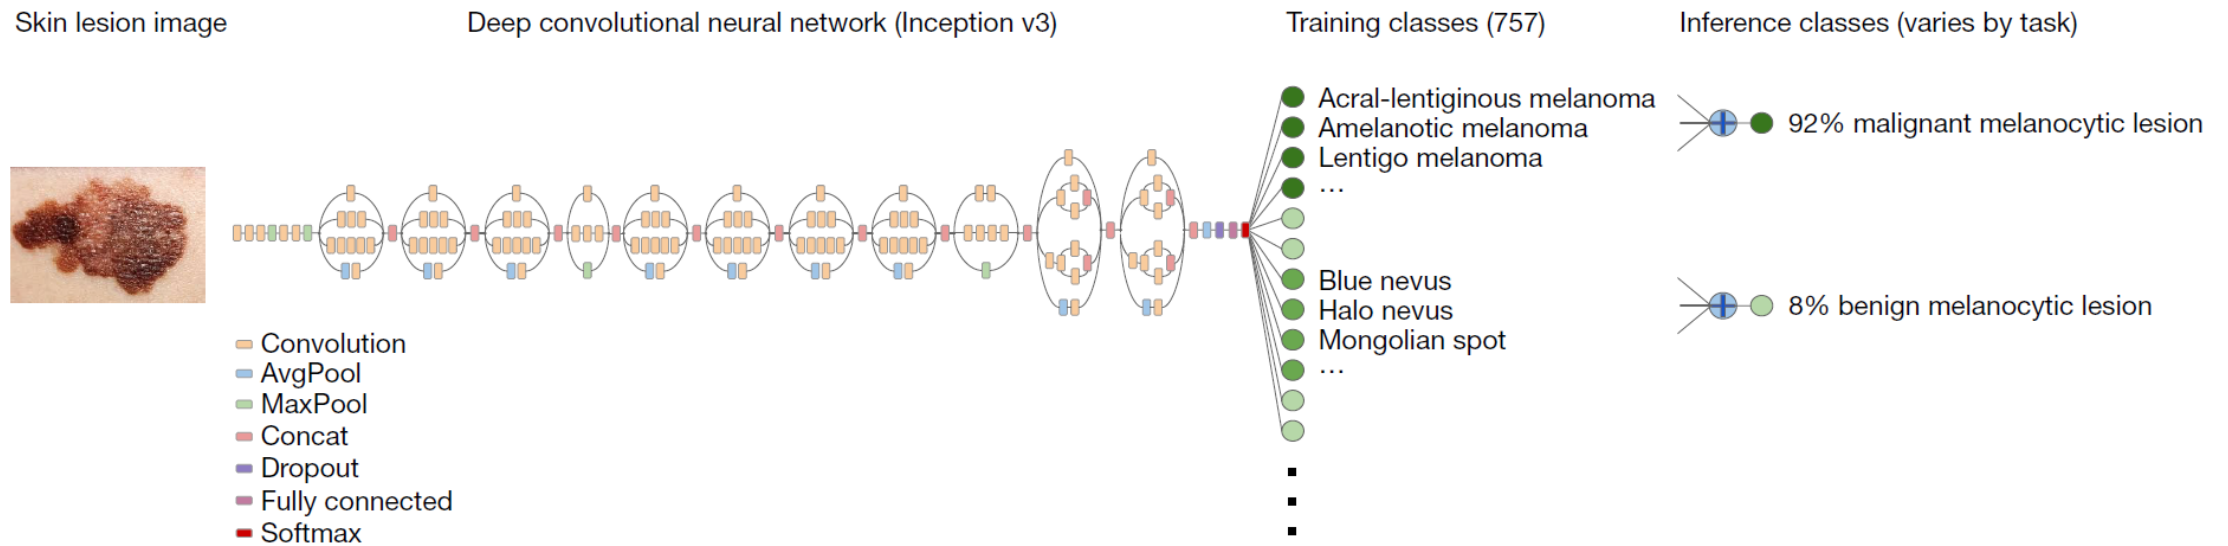 Skin lesion image
Deep convolutional neural network (Inception v3)
Training classes (757)
Inference classes (varies by task)
Acral-lentiginous melanoma
Amelanotic melanoma
Lentigo melanoma
...
Blue nevus
Halo nevus
Mongolian spot
...
92% malignant melanocytic lesion
8% benign melanocytic lesion
Convolution
AvgPool
MaxPool
Concat
Dropout
Fully connected
Softmax